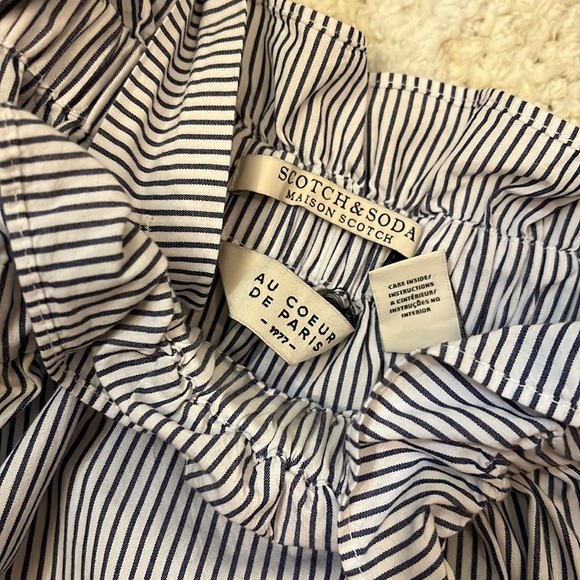 SCOTCH & SODA
MAISON SCOTCH
AU COEUR
DE PARIS
- 1977 -
CARE INSIDE/
INSTRUCTIONS
A L'INTÉRIEUR/
INSTRUÇÕES NO
INTERIOR